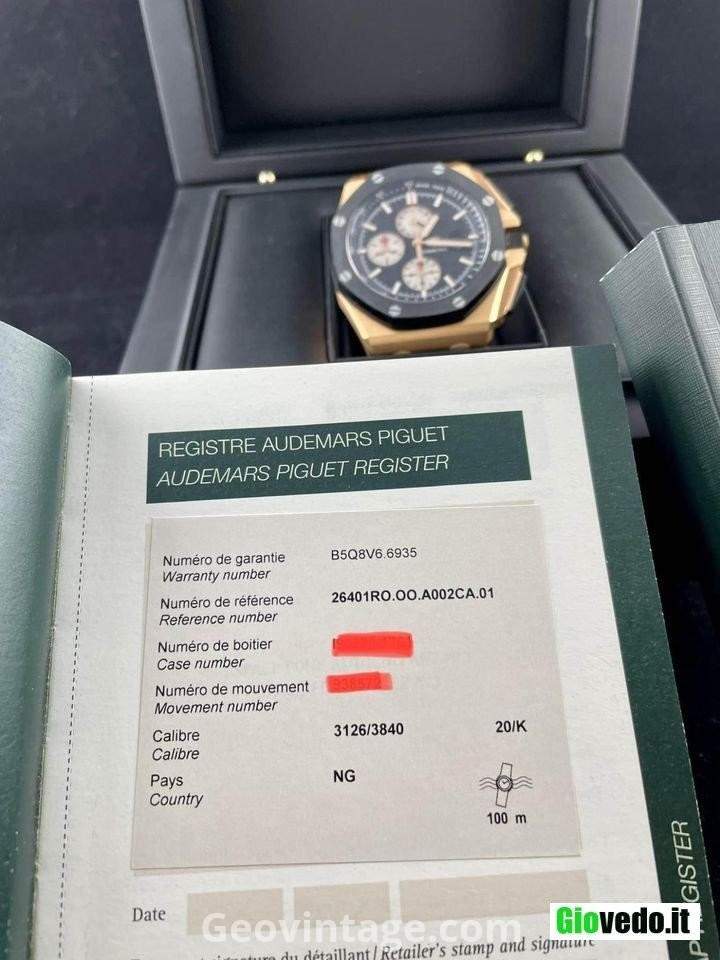 REGISTRE AUDEMARS PIGUET
AUDEMARS PIGUET REGISTER
Numéro de garantie B5Q8V6.6935
Warranty number
Numéro de référence 26401RO.OO.A002CA.01
Reference number
Numéro de boitier
Case number
Numéro de mouvement
Movement number
Calibre 3126/3840 20/K
Calibre
Pays NG
Country
100 m
Date
du détaillant / Retailer's stamp and signature
REGISTER
Geovintage.com
Giovedo.it